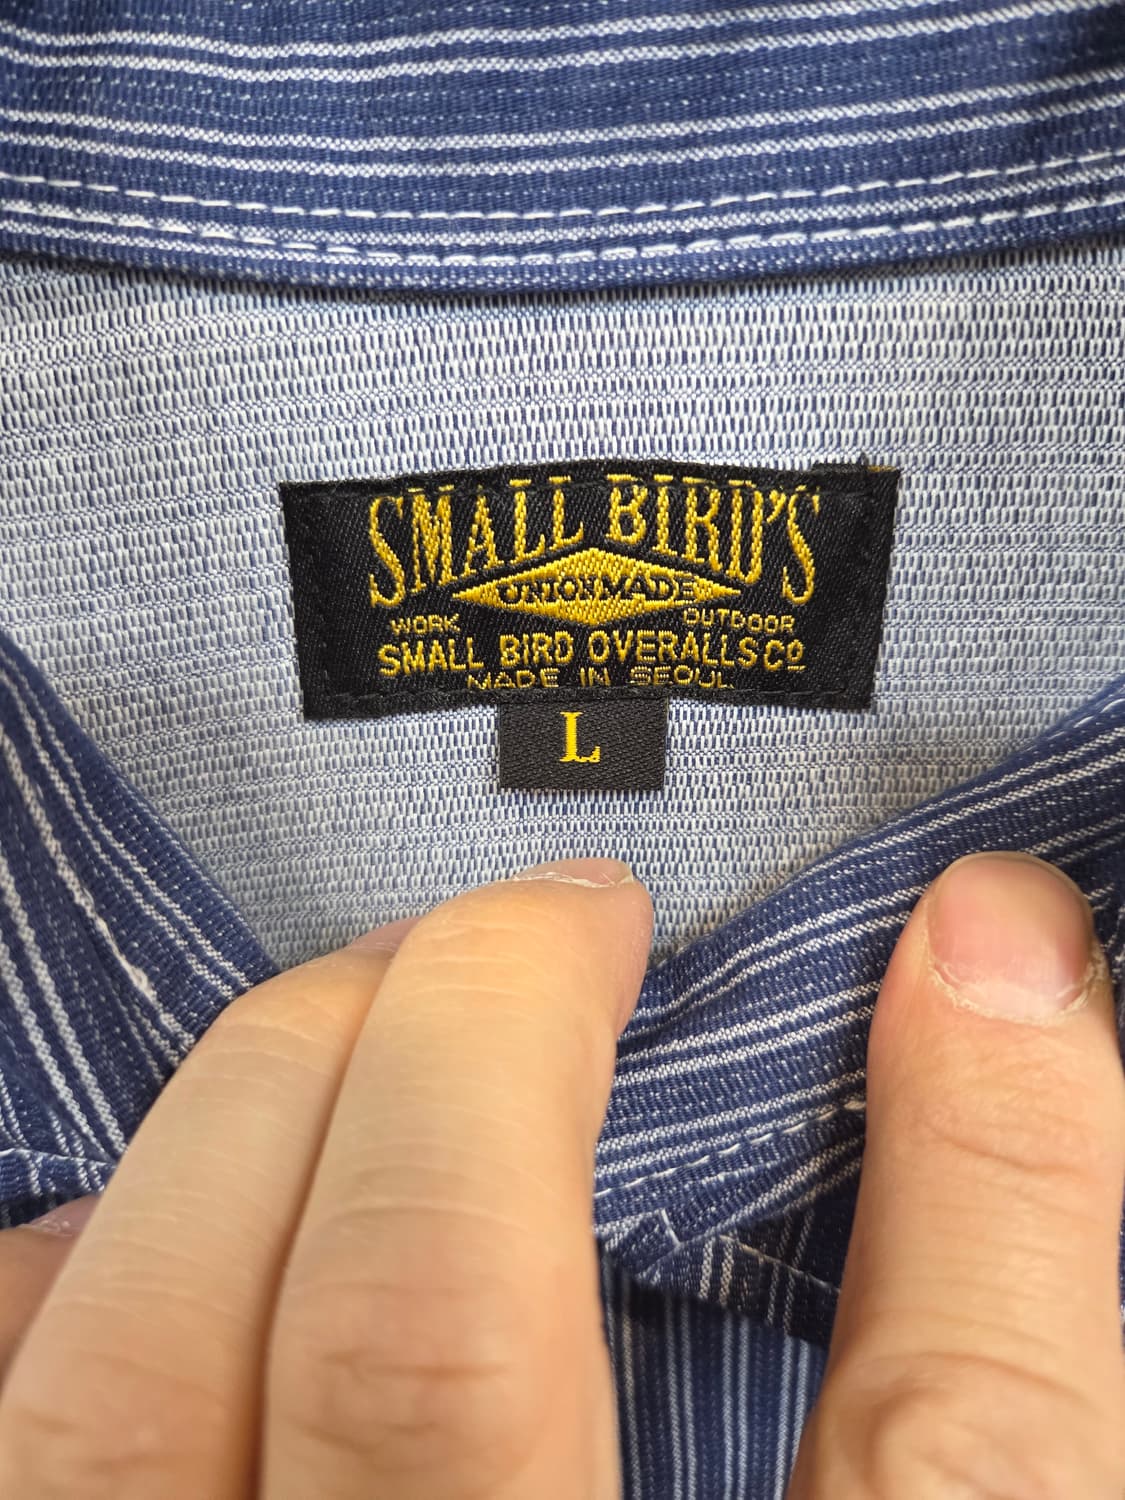 SMALL BIRD'S
UNION MADE
WORK OUTDOOR
SMALL BIRD OVERALLS Co
MADE IN SEOUL
L